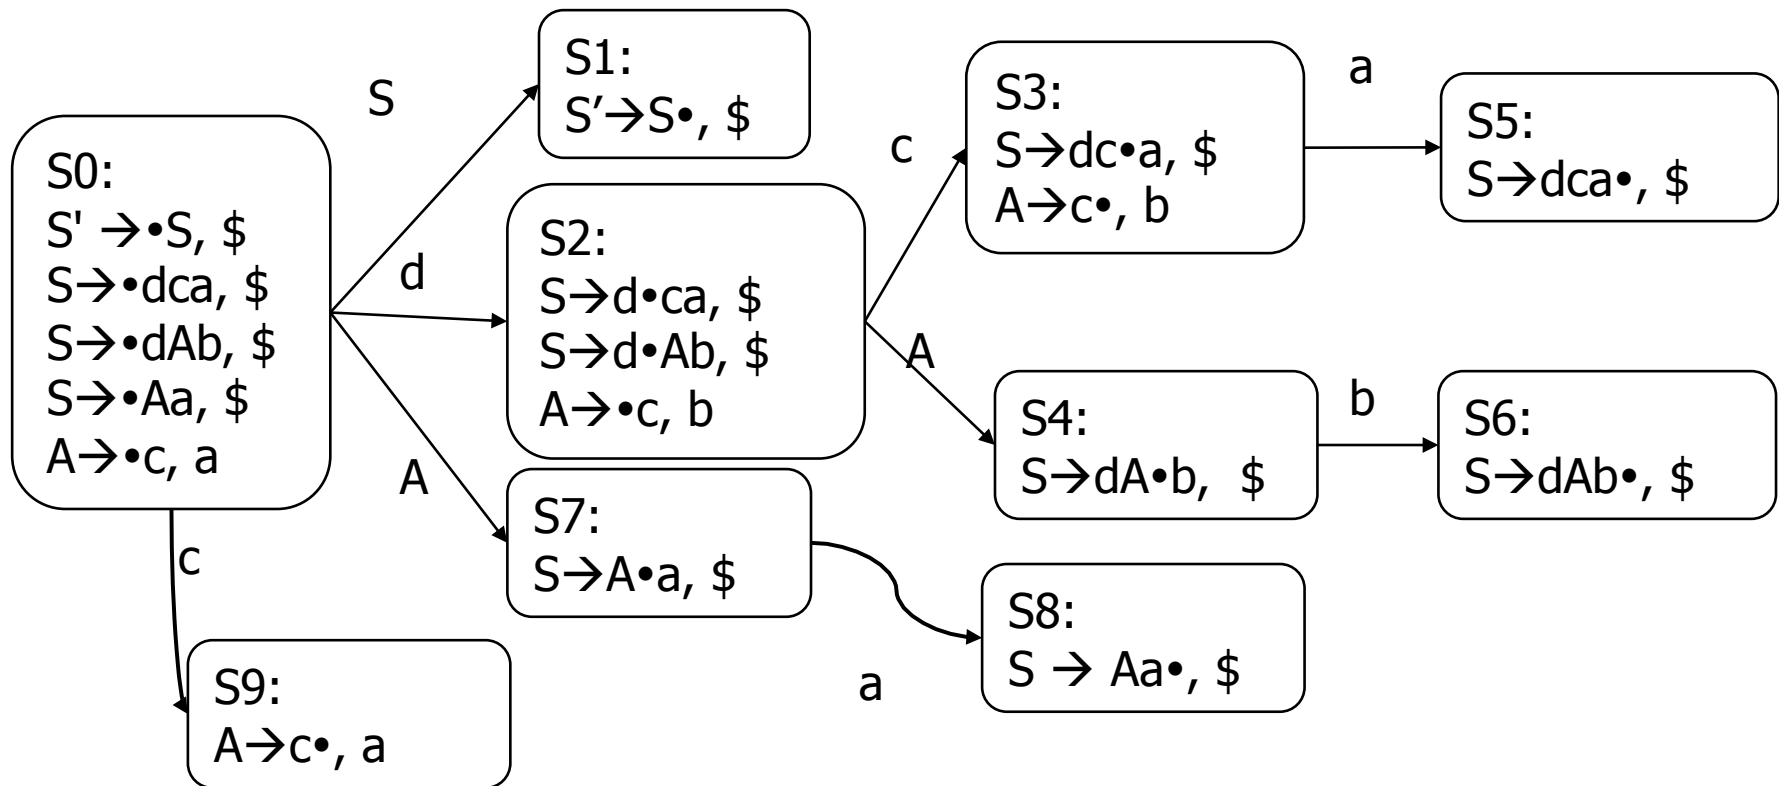 S0:
S' →•S, $
S→•dca, $
S→•dAb, $
S→•Aa, $
A→•c, a
S
d
A
c
S1:
S′→S•, $
S2:
S→d•ca, $
S→d•Ab, $
A→•c, b
c
A
S3:
S→dc•a, $
A→c•, b
a
S5:
S→dca•, $
S4:
S→dA•b, $
b
S6:
S→dAb•, $
S7:
S→A•a, $
a
S8:
S → Aa•, $
S9:
A→c•, a